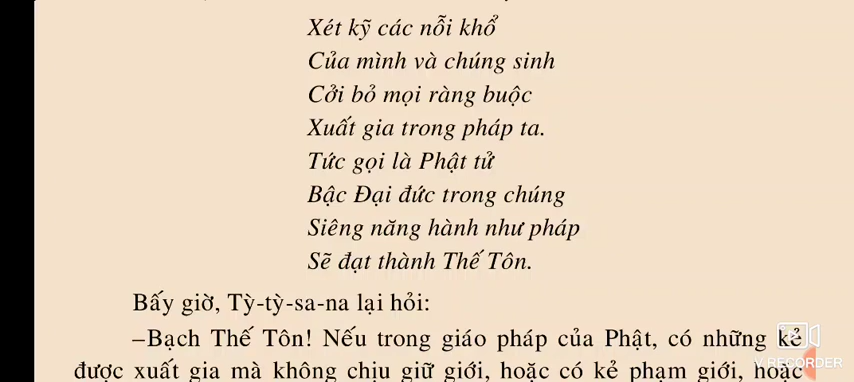 Xét kỹ các nỗi khổ
Của mình và chúng sinh
Cởi bỏ mọi ràng buộc
Xuất gia trong pháp ta.
Tức gọi là Phật tử
Bậc Đại đức trong chúng
Siêng năng hành như pháp
Sẽ đạt thành Thế Tôn.
Bấy giờ, Tỳ-tỳ-sa-na lại hỏi:
–Bạch Thế Tôn! Nếu trong giáo pháp của Phật, có những kẻ
được xuất gia mà không chịu giữ giới, hoặc có kẻ phạm giới, hoặc
V RECORDER